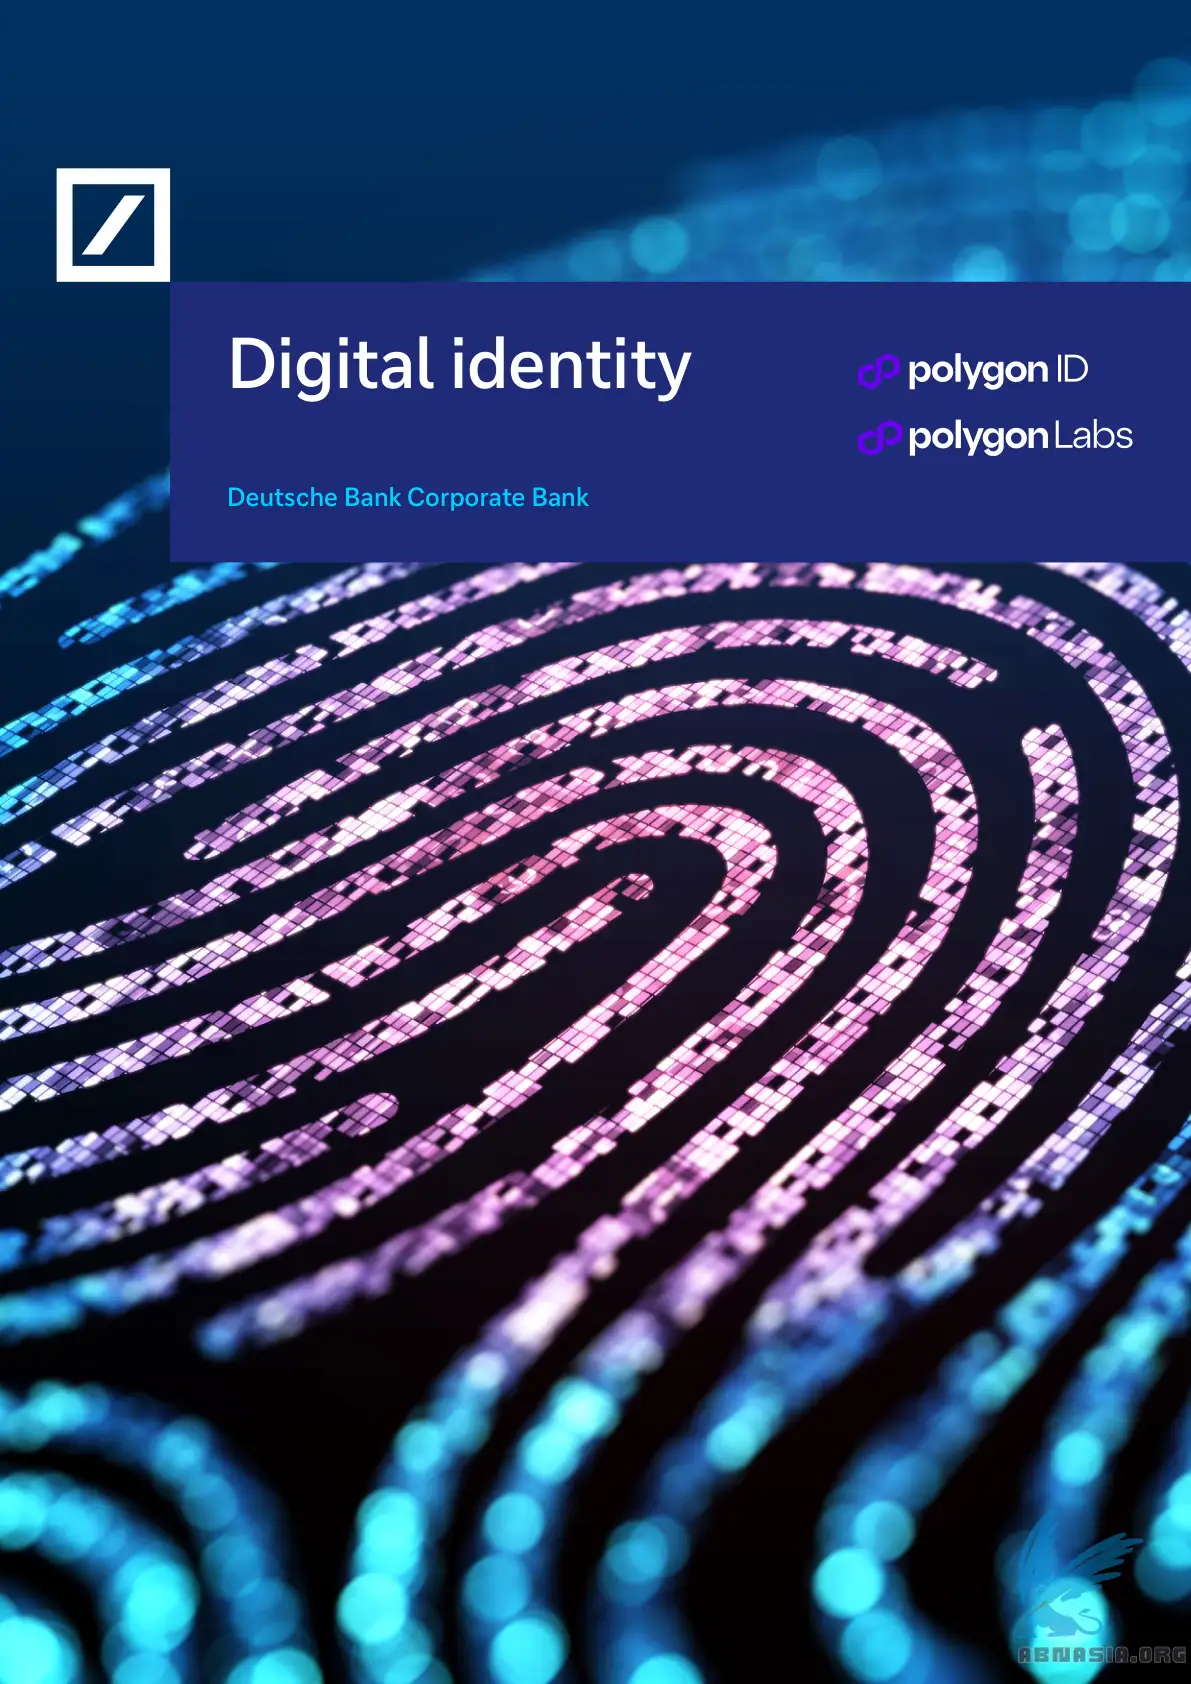 Digital identity
polygon ID
polygon Labs
Deutsche Bank Corporate Bank
ABNASIA.ORG